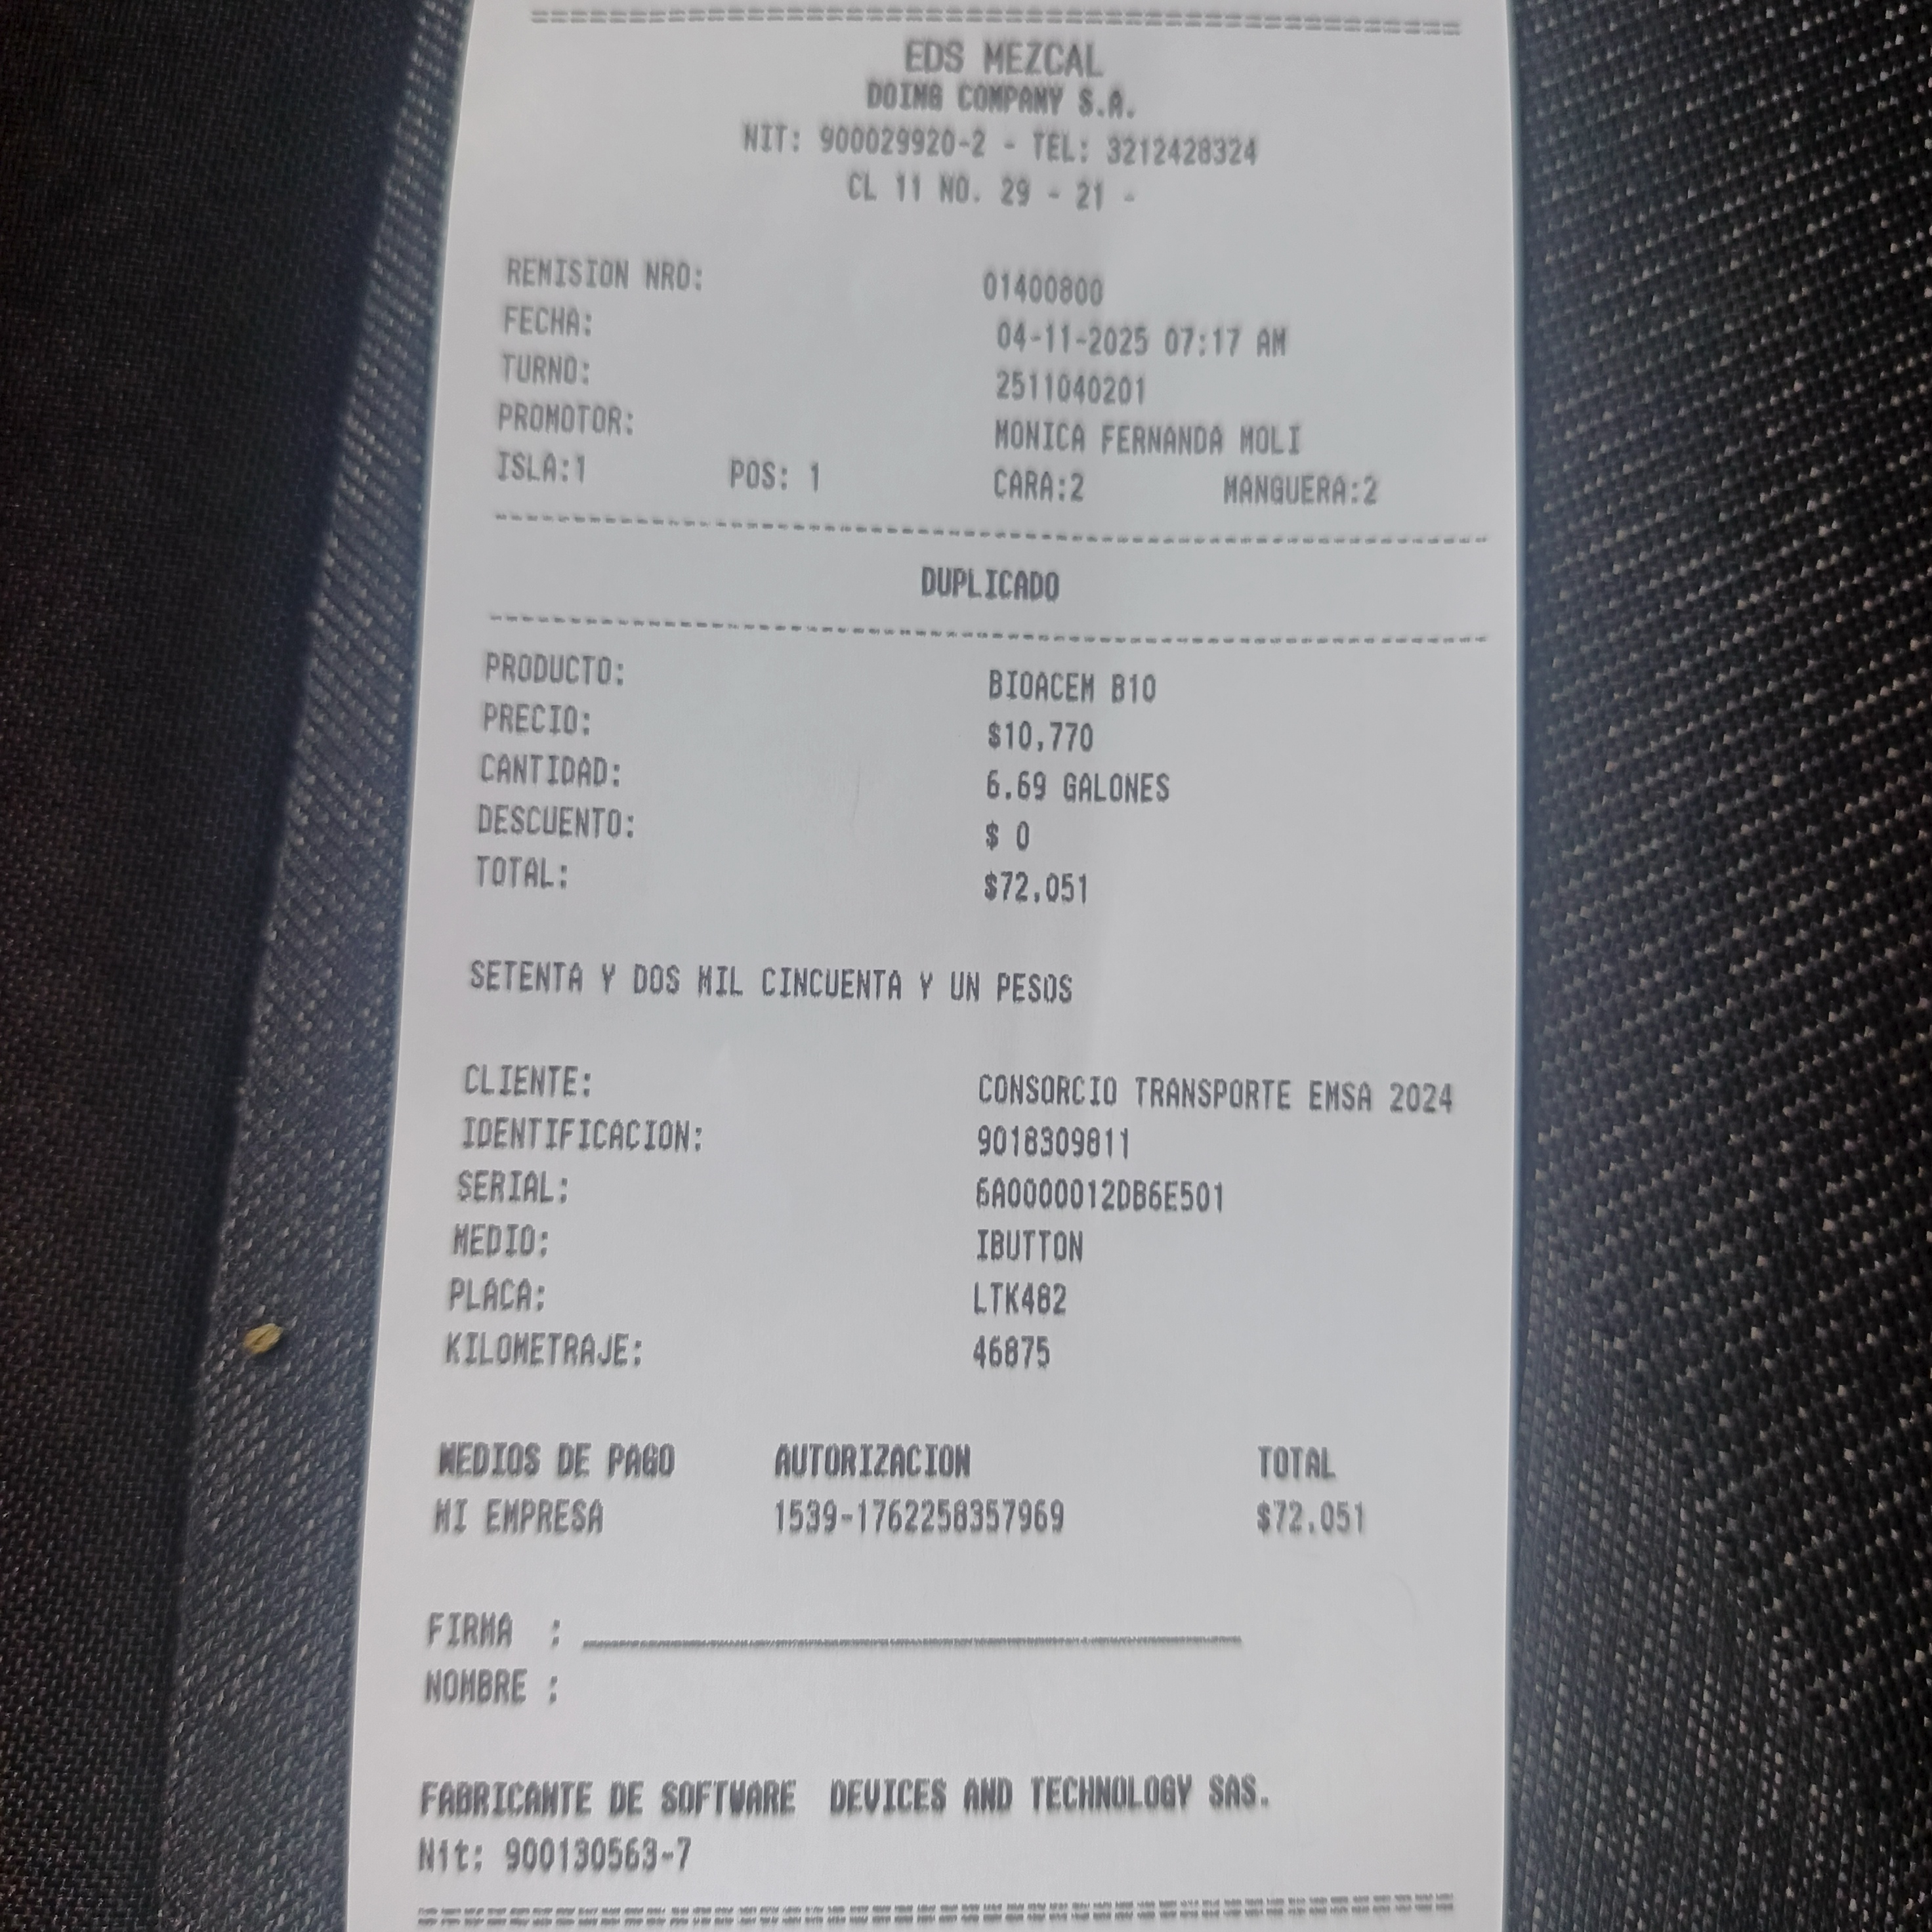 EDS MEZCAL
DOING COMPANY S.A.
NIT: 900029920-2 - TEL: 3212428324
CL 11 NO. 29 - 21 -
REMISION NRO: 01400800
FECHA: 04-11-2025 07:17 AM
TURNO: 2511040201
PROMOTOR: MONICA FERNANDA MOLI
ISLA:1 POS: 1 CARA:2 MANGUERA:2
DUPLICADO
PRODUCTO: BIOACEM B10
PRECIO: $10,770
CANTIDAD: 6.69 GALONES
DESCUENTO: $ 0
TOTAL: $72,051
SETENTA Y DOS MIL CINCUENTA Y UN PESOS
CLIENTE: CONSORCIO TRANSPORTE EMSA 2024
IDENTIFICACION: 9018309811
SERIAL: 6A0000012DB6E501
MEDIO: IBUTTON
PLACA: LTK482
KILOMETRAJE: 46875
MEDIOS DE PAGO AUTORIZACION TOTAL
MI EMPRESA 1539-1762258357969 $72,051
FIRMA :
NOMBRE :
FABRICANTE DE SOFTWARE DEVICES AND TECHNOLOGY SAS.
Nit: 900130563-7